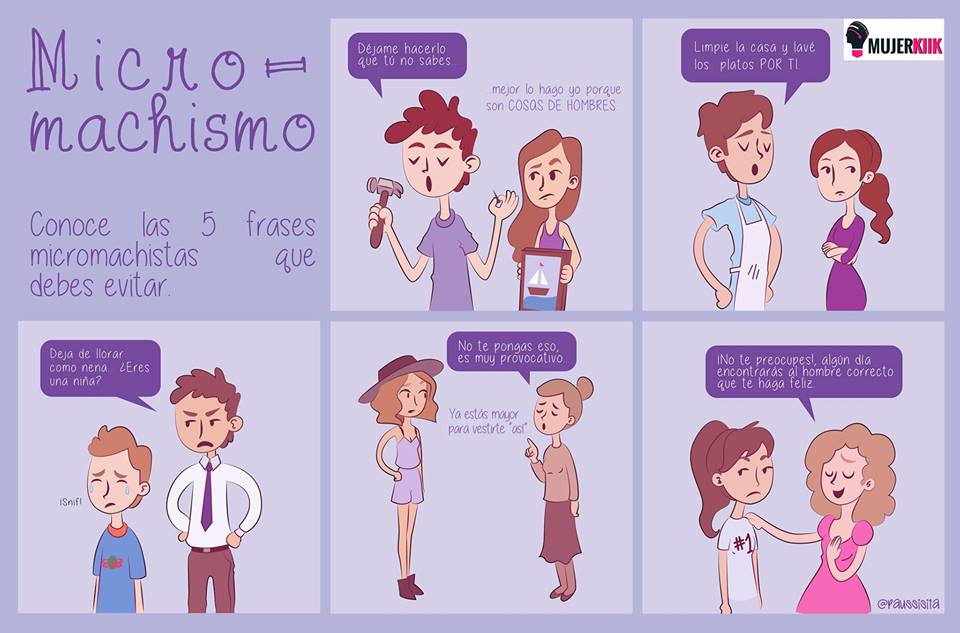 Micro-
machismo
Conoce las 5 frases
micromachistas que
debes evitar.
Déjame hacerlo
que tú no sabes...
...mejor lo hago yo porque
son COSAS DE HOMBRES
MUJERKIIK
Limpie la casa y lavé
los platos POR TI.
Deja de llorar
como nena... ¿Eres
una niña?
¡Snif!
No te pongas eso,
es muy provocativo...
Ya estás mayor
para vestirte "así"
¡No te preocupes!, algún día
encontrarás al hombre correcto
que te haga feliz
#1
@Paussisita